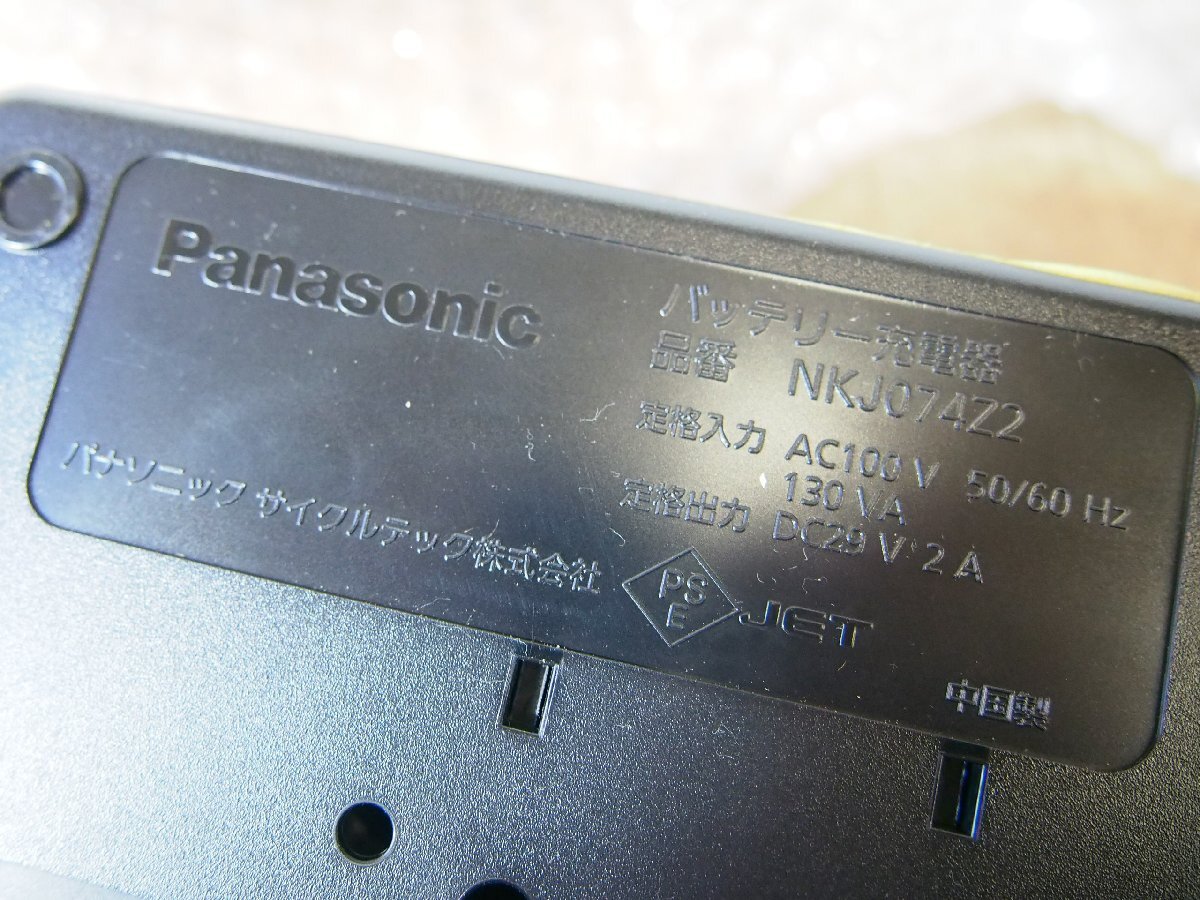 Panasonic
バッテリー充電器
品番 NKJ074Z2
定格入力 AC100 V 50/60 Hz
130 VA
定格出力 DC29 V 2 A
パナソニック サイクルテック株式会社
PS
E
JET
中国製